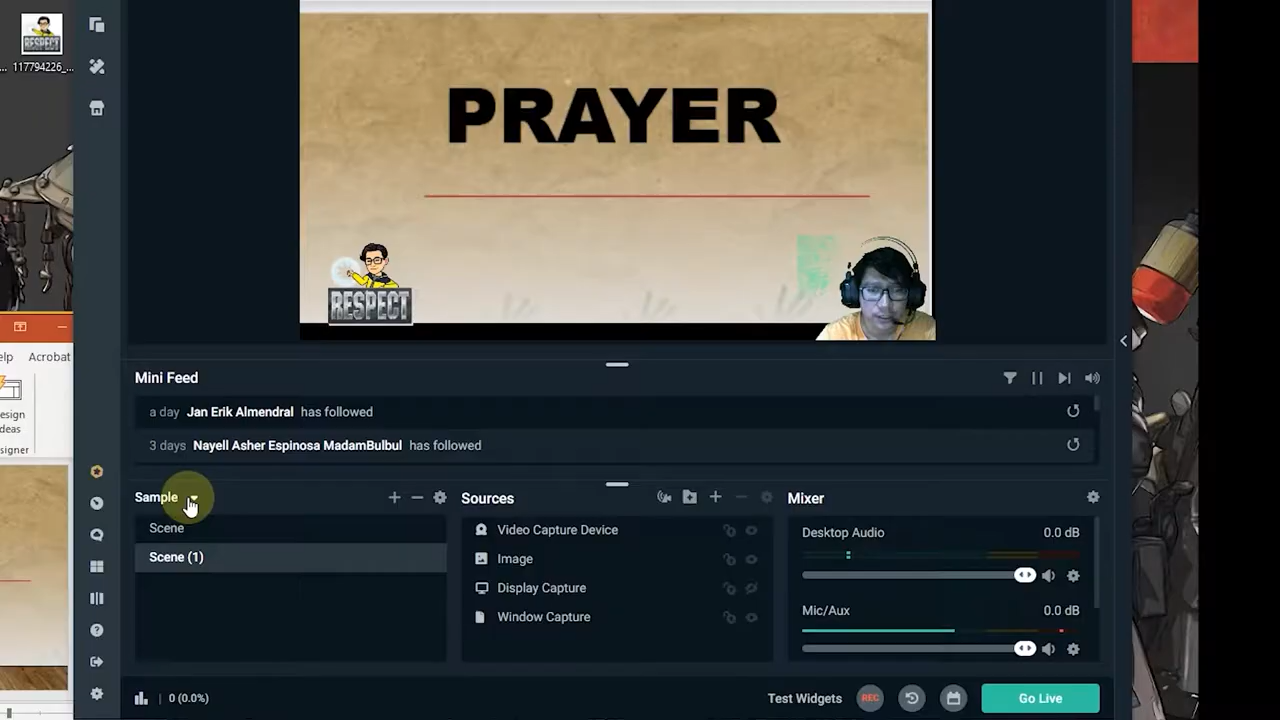 RESPECT
117794226_...
PRAYER
RESPECT
elp Acrobat
esign
deas
signer
Mini Feed
a day Jan Erik Almendral has followed
3 days Nayell Asher Espinosa MadamBulbul has followed
Sample
Scene
Scene (1)
Sources
Video Capture Device
Image
Display Capture
Window Capture
Mixer
Desktop Audio 0.0 dB
Mic/Aux 0.0 dB
0 (0.0%)
Test Widgets
REC
Go Live